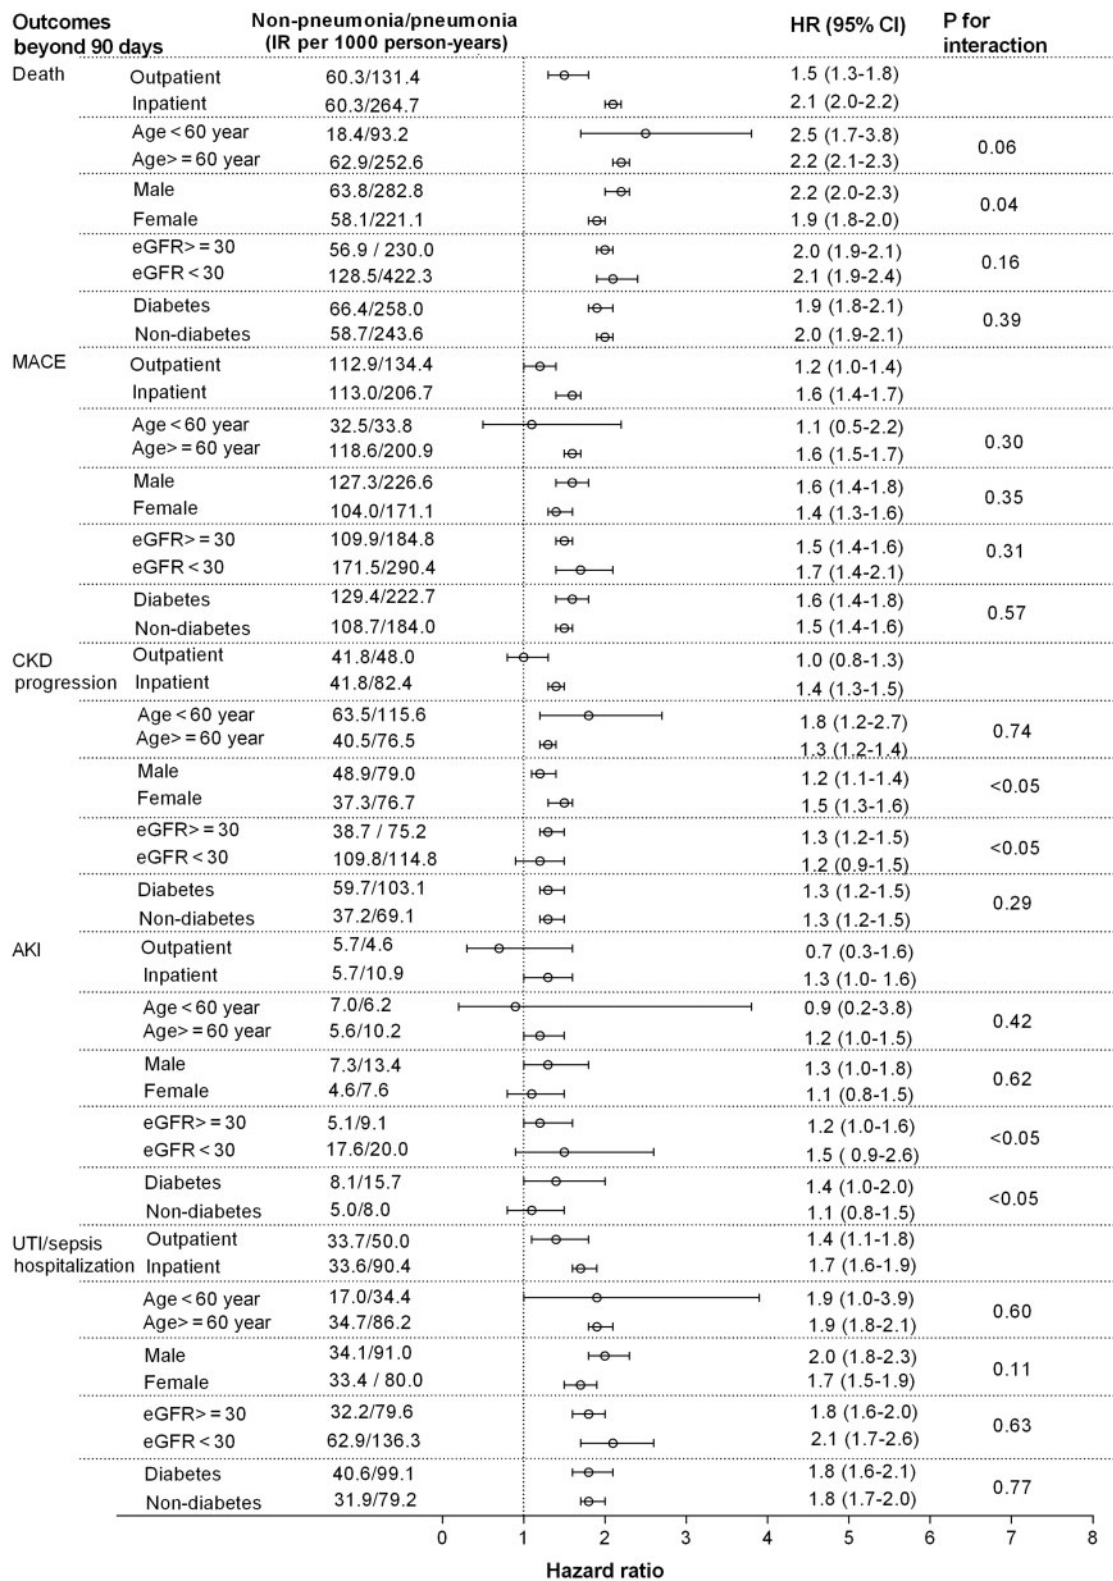 Outcomes beyond 90 days Non-pneumonia/pneumonia (IR per 1000 person-years) HR (95% CI) P for interaction
Death Outpatient 60.3/131.4 1.5 (1.3-1.8)
Inpatient 60.3/264.7 2.1 (2.0-2.2)
Age < 60 year 18.4/93.2 2.5 (1.7-3.8)
0.06
Age> = 60 year 62.9/252.6 2.2 (2.1-2.3)
Male 63.8/282.8 2.2 (2.0-2.3)
0.04
Female 58.1/221.1 1.9 (1.8-2.0)
eGFR> = 30 56.9 / 230.0 2.0 (1.9-2.1)
0.16
eGFR < 30 128.5/422.3 2.1 (1.9-2.4)
Diabetes 66.4/258.0 1.9 (1.8-2.1)
0.39
Non-diabetes 58.7/243.6 2.0 (1.9-2.1)
MACE Outpatient 112.9/134.4 1.2 (1.0-1.4)
Inpatient 113.0/206.7 1.6 (1.4-1.7)
Age < 60 year 32.5/33.8 1.1 (0.5-2.2)
0.30
Age> = 60 year 118.6/200.9 1.6 (1.5-1.7)
Male 127.3/226.6 1.6 (1.4-1.8)
0.35
Female 104.0/171.1 1.4 (1.3-1.6)
eGFR> = 30 109.9/184.8 1.5 (1.4-1.6)
0.31
eGFR < 30 171.5/290.4 1.7 (1.4-2.1)
Diabetes 129.4/222.7 1.6 (1.4-1.8)
0.57
Non-diabetes 108.7/184.0 1.5 (1.4-1.6)
CKD progression Outpatient 41.8/48.0 1.0 (0.8-1.3)
Inpatient 41.8/82.4 1.4 (1.3-1.5)
Age < 60 year 63.5/115.6 1.8 (1.2-2.7)
0.74
Age> = 60 year 40.5/76.5 1.3 (1.2-1.4)
Male 48.9/79.0 1.2 (1.1-1.4)
<0.05
Female 37.3/76.7 1.5 (1.3-1.6)
eGFR> = 30 38.7 / 75.2 1.3 (1.2-1.5)
<0.05
eGFR < 30 109.8/114.8 1.2 (0.9-1.5)
Diabetes 59.7/103.1 1.3 (1.2-1.5)
0.29
Non-diabetes 37.2/69.1 1.3 (1.2-1.5)
AKI Outpatient 5.7/4.6 0.7 (0.3-1.6)
Inpatient 5.7/10.9 1.3 (1.0- 1.6)
Age < 60 year 7.0/6.2 0.9 (0.2-3.8)
0.42
Age> = 60 year 5.6/10.2 1.2 (1.0-1.5)
Male 7.3/13.4 1.3 (1.0-1.8)
0.62
Female 4.6/7.6 1.1 (0.8-1.5)
eGFR> = 30 5.1/9.1 1.2 (1.0-1.6)
<0.05
eGFR < 30 17.6/20.0 1.5 ( 0.9-2.6)
Diabetes 8.1/15.7 1.4 (1.0-2.0)
<0.05
Non-diabetes 5.0/8.0 1.1 (0.8-1.5)
UTI/sepsis hospitalization Outpatient 33.7/50.0 1.4 (1.1-1.8)
Inpatient 33.6/90.4 1.7 (1.6-1.9)
Age < 60 year 17.0/34.4 1.9 (1.0-3.9)
0.60
Age> = 60 year 34.7/86.2 1.9 (1.8-2.1)
Male 34.1/91.0 2.0 (1.8-2.3)
0.11
Female 33.4 / 80.0 1.7 (1.5-1.9)
eGFR> = 30 32.2/79.6 1.8 (1.6-2.0)
0.63
eGFR < 30 62.9/136.3 2.1 (1.7-2.6)
Diabetes 40.6/99.1 1.8 (1.6-2.1)
0.77
Non-diabetes 31.9/79.2 1.8 (1.7-2.0)
0 1 2 3 4 5 6 7 8
Hazard ratio